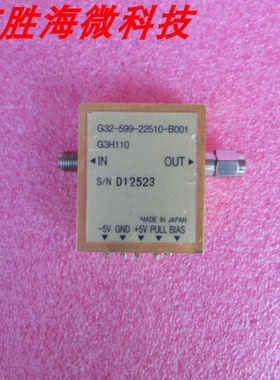 胜海微科技
G32-599-22510-B001
G3H110
◄IN OUT►
S/N D12523
MADE IN JAPAN
-5V GND +5V PULL BIAS